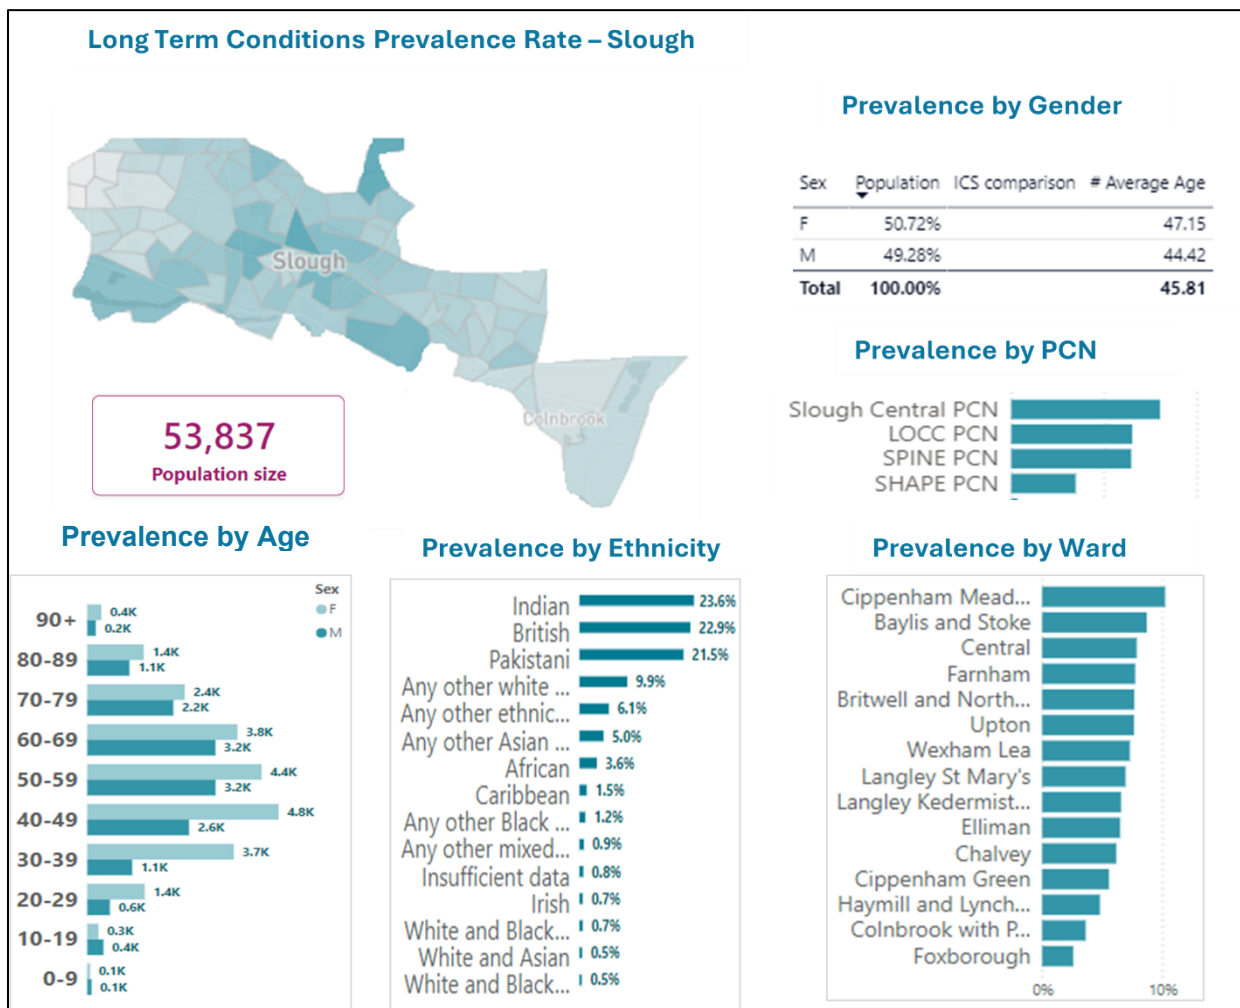 Long Term Conditions Prevalence Rate – Slough
Slough
Colnbrook
53,837
Population size
Prevalence by Gender
Sex Population ICS comparison # Average Age
F 50.72% 47.15
M 49.28% 44.42
Total 100.00% 45.81
Prevalence by PCN
Slough Central PCN
LOCC PCN
SPINE PCN
SHAPE PCN
Prevalence by Age
Sex
F
M
90+ 0.4K 0.2K
80-89 1.4K 1.1K
70-79 2.4K 2.2K
60-69 3.8K 3.2K
50-59 4.4K 3.2K
40-49 4.8K 2.6K
30-39 3.7K 1.1K
20-29 1.4K 0.6K
10-19 0.3K 0.4K
0-9 0.1K 0.1K
Prevalence by Ethnicity
Indian 23.6%
British 22.9%
Pakistani 21.5%
Any other white ... 9.9%
Any other ethnic... 6.1%
Any other Asian ... 5.0%
African 3.6%
Caribbean 1.5%
Any other Black ... 1.2%
Any other mixed... 0.9%
Insufficient data 0.8%
Irish 0.7%
White and Black... 0.7%
White and Asian 0.5%
White and Black... 0.5%
Prevalence by Ward
Cippenham Mead...
Baylis and Stoke
Central
Farnham
Britwell and North...
Upton
Wexham Lea
Langley St Mary's
Langley Kedermist...
Elliman
Chalvey
Cippenham Green
Haymill and Lynch...
Colnbrook with P...
Foxborough
0% 10%